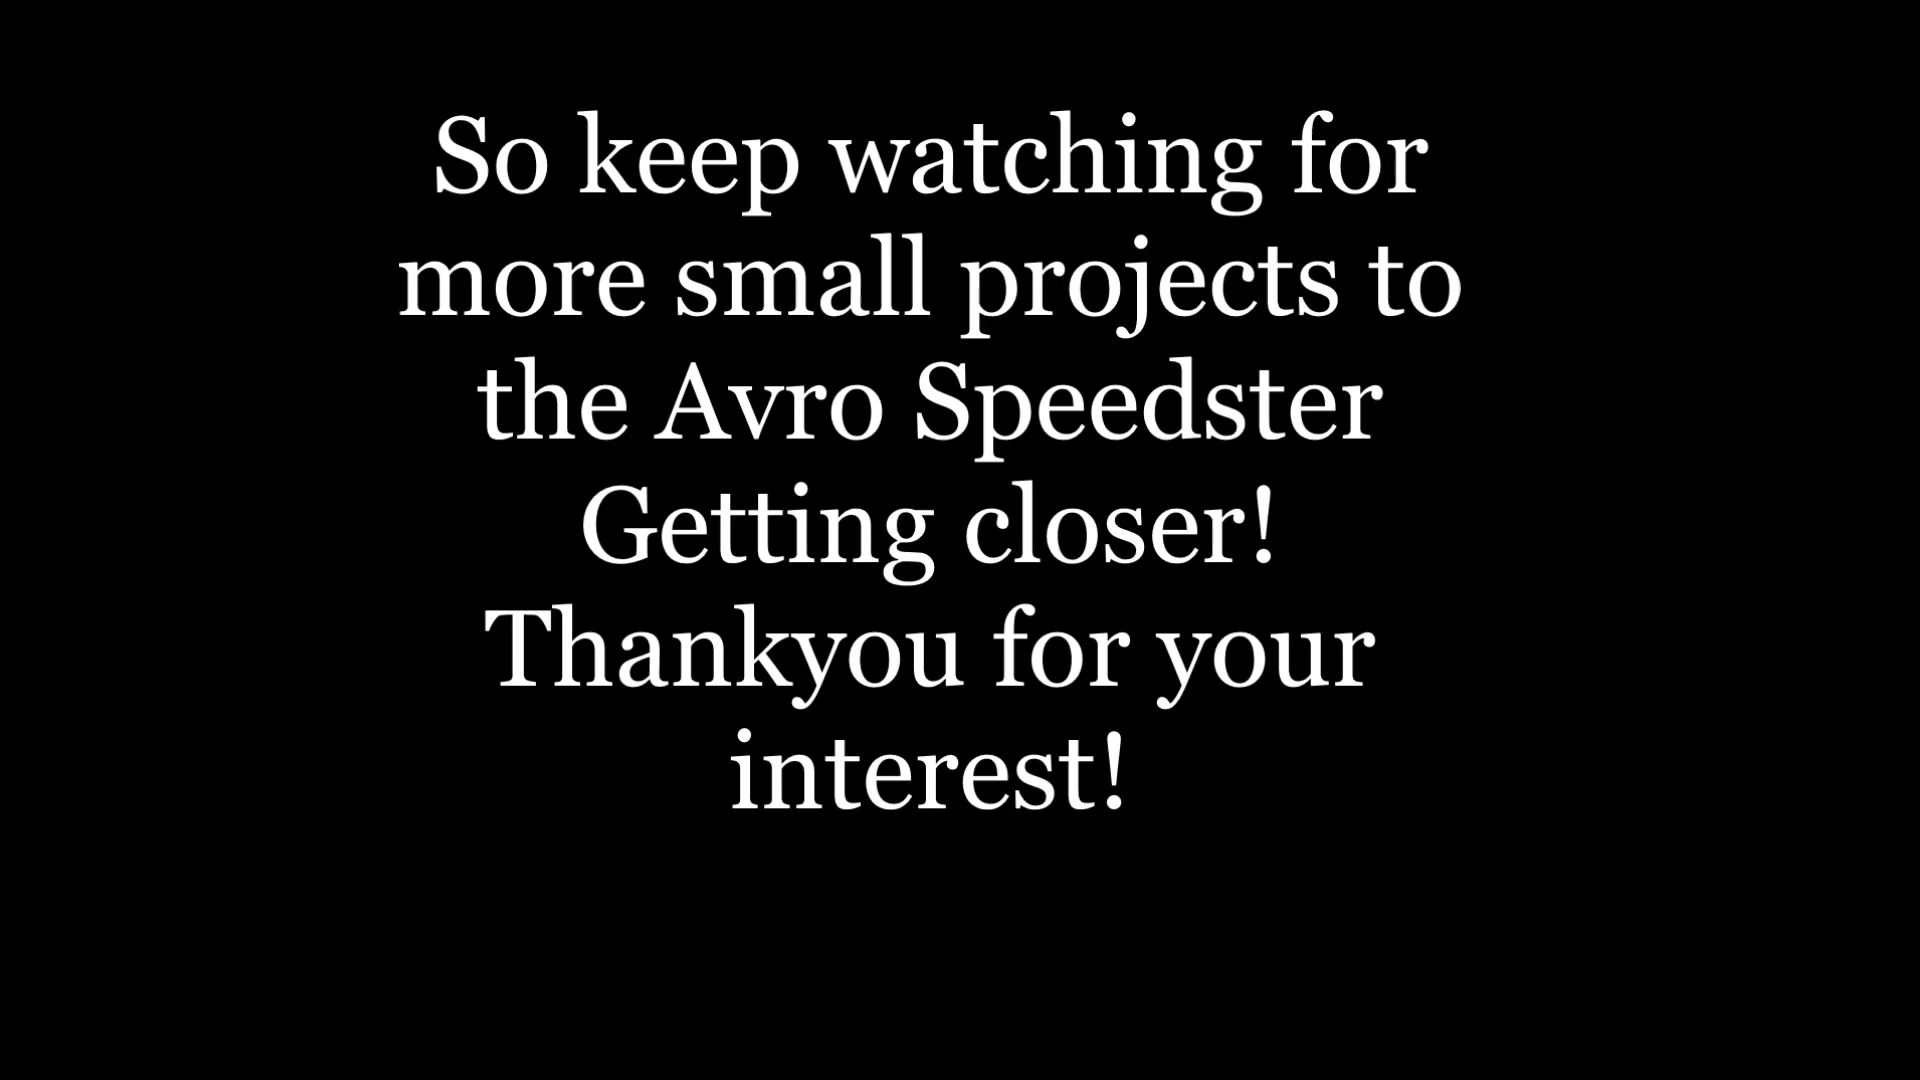 So keep watching for
more small projects to
the Avro Speedster
Getting closer!
Thankyou for your
interest!